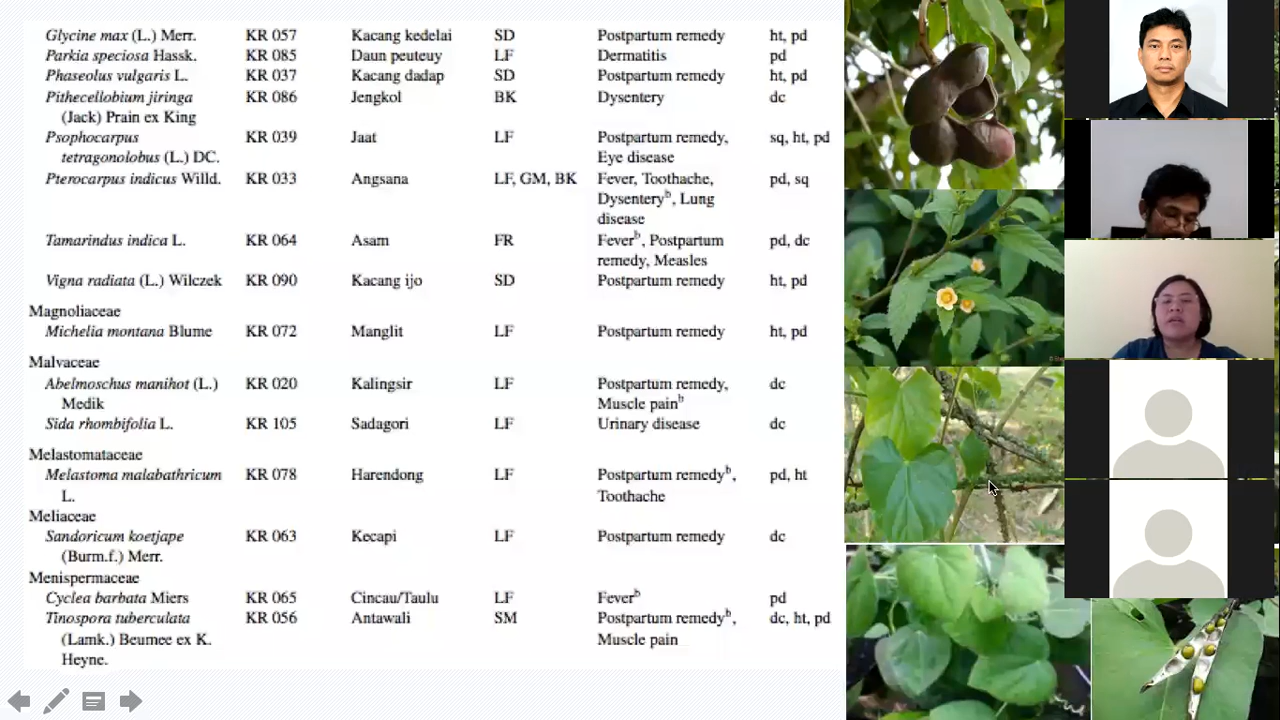 Glycine max (L.) Merr. KR 057 Kacang kedelai SD Postpartum remedy ht, pd
Parkia speciosa Hassk. KR 085 Daun peuteuy LF Dermatitis pd
Phaseolus vulgaris L. KR 037 Kacang dadap SD Postpartum remedy ht, pd
Pithecellobium jiringa KR 086 Jengkol BK Dysentery dc
(Jack) Prain ex King
Psophocarpus KR 039 Jaat LF Postpartum remedy, sq, ht, pd
tetragonolobus (L.) DC. Eye disease
Pterocarpus indicus Willd. KR 033 Angsana LF, GM, BK Fever, Toothache, pd, sq
Dysenteryb, Lung
disease
Tamarindus indica L. KR 064 Asam FR Feverb, Postpartum pd, dc
remedy, Measles
Vigna radiata (L.) Wilczek KR 090 Kacang ijo SD Postpartum remedy ht, pd
Magnoliaceae
Michelia montana Blume KR 072 Manglit LF Postpartum remedy ht, pd
Malvaceae
Abelmoschus manihot (L.) KR 020 Kalingsir LF Postpartum remedy, dc
Medik Muscle painb
Sida rhombifolia L. KR 105 Sadagori LF Urinary disease dc
Melastomataceae
Melastoma malabathricum KR 078 Harendong LF Postpartum remedyb, pd, ht
L. Toothache
Meliaceae
Sandoricum koetjape KR 063 Kecapi LF Postpartum remedy dc
(Burm.f.) Merr.
Menispermaceae
Cyclea barbata Miers KR 065 Cincau/Taulu LF Feverb pd
Tinospora tuberculata KR 056 Antawali SM Postpartum remedyb, dc, ht, pd
(Lamk.) Beumee ex K. Muscle pain
Heyne.